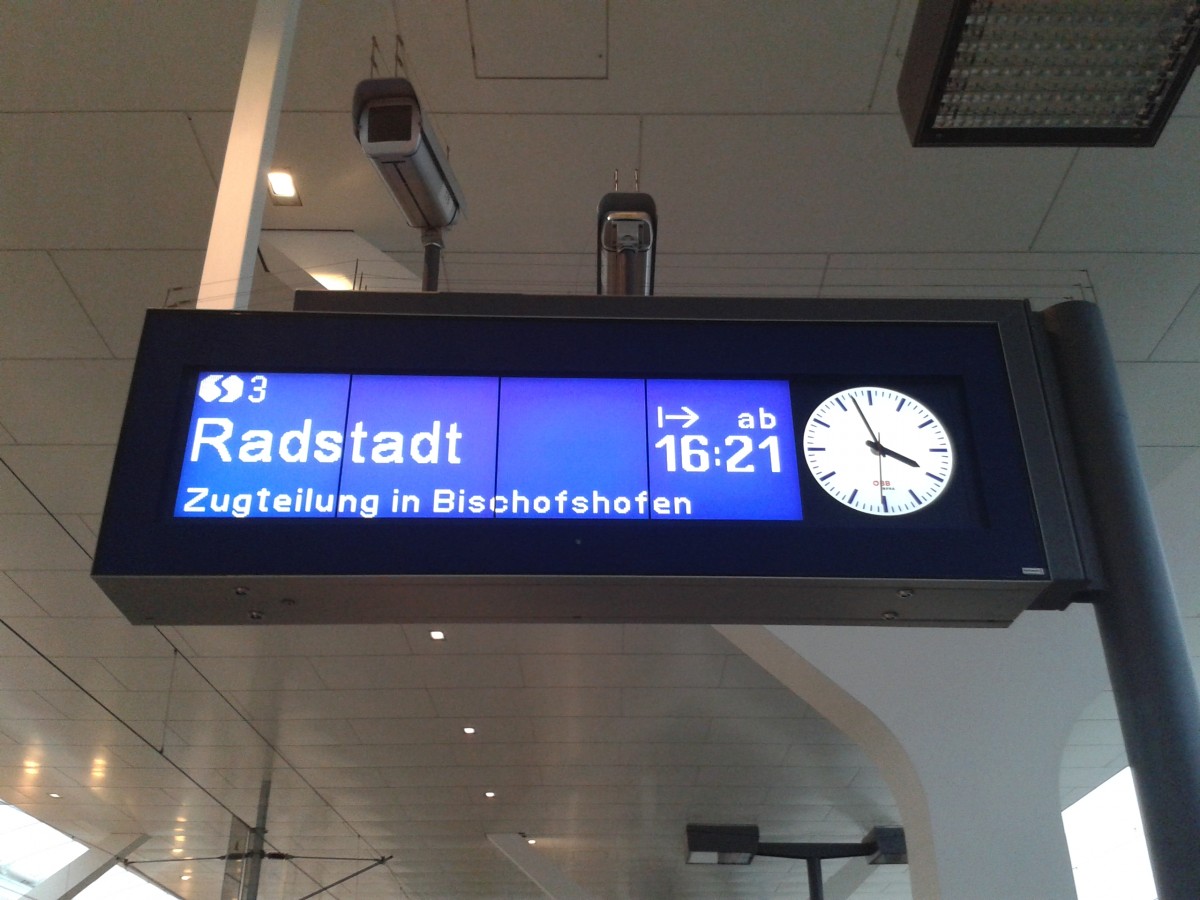 3
Radstadt
ab
16:21
Zugteilung in Bischofshofen
ÖBB